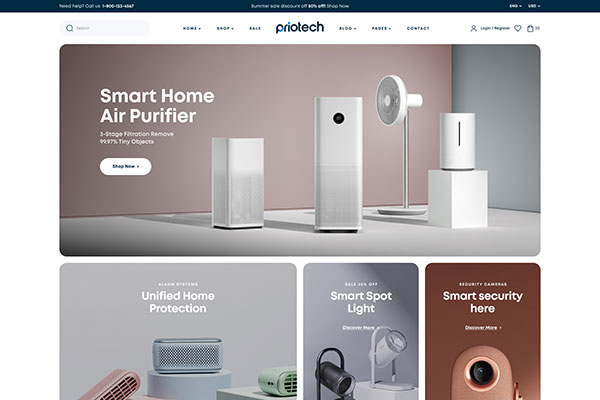 Need help? Call us: 1-800-123-4567
Summer sale discount off 50% off! Shop Now
ENG
USD
Search
HOME
SHOP
SALE
priotech
BLOG
PAGES
CONTACT
Login / Register
(0)
Smart Home
Air Purifier
3-Stage Filtration Remove
99.97% Tiny Objects
Shop Now
ALARM SYSTEMS
Unified Home
Protection
SALE 50% OFF
Smart Spot
Light
Discover More
SECURITY CAMERAS
Smart security
here
Discover More